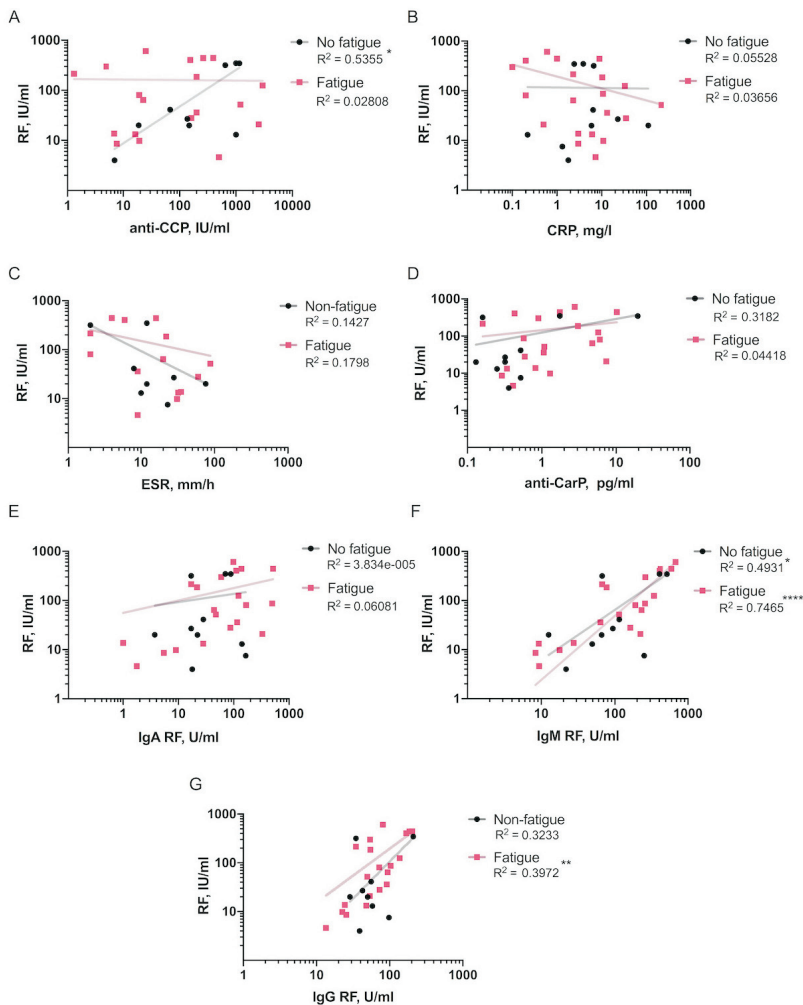 A
RF, IU/ml
1000
100
10
1
1
10
100
1000
10000
anti-CCP, IU/ml
No fatigue *
R² = 0.5355
Fatigue
R² = 0.02808
B
RF, IU/ml
1000
100
10
1
0.1
1
10
100
1000
CRP, mg/l
No fatigue
R² = 0.05528
Fatigue
R² = 0.03656
C
RF, IU/ml
1000
100
10
1
1
10
100
1000
ESR, mm/h
Non-fatigue
R² = 0.1427
Fatigue
R² = 0.1798
D
RF, U/ml
1000
100
10
1
0.1
0.1
1
10
100
anti-CarP, pg/ml
No fatigue
R² = 0.3182
Fatigue
R² = 0.04418
E
RF, IU/ml
1000
100
10
1
1
10
100
1000
IgA RF, U/ml
No fatigue
R² = 3.834e-005
Fatigue
R² = 0.06081
F
RF, IU/ml
1000
100
10
1
10
100
1000
IgM RF, U/ml
No fatigue *
R² = 0.4931
Fatigue ****
R² = 0.7465
G
RF, IU/ml
1000
100
10
1
10
100
1000
IgG RF, U/ml
Non-fatigue
R² = 0.3233
Fatigue **
R² = 0.3972